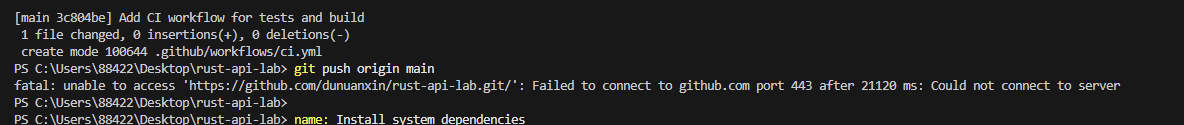 [main 3c804be] Add CI workflow for tests and build
 1 file changed, 0 insertions(+), 0 deletions(-)
 create mode 100644 .github/workflows/ci.yml
PS C:\Users\88422\Desktop\rust-api-lab> git push origin main
fatal: unable to access 'https://github.com/dunuanxin/rust-api-lab.git/': Failed to connect to github.com port 443 after 21120 ms: Could not connect to server
PS C:\Users\88422\Desktop\rust-api-lab>
PS C:\Users\88422\Desktop\rust-api-lab> name: Install system dependencies